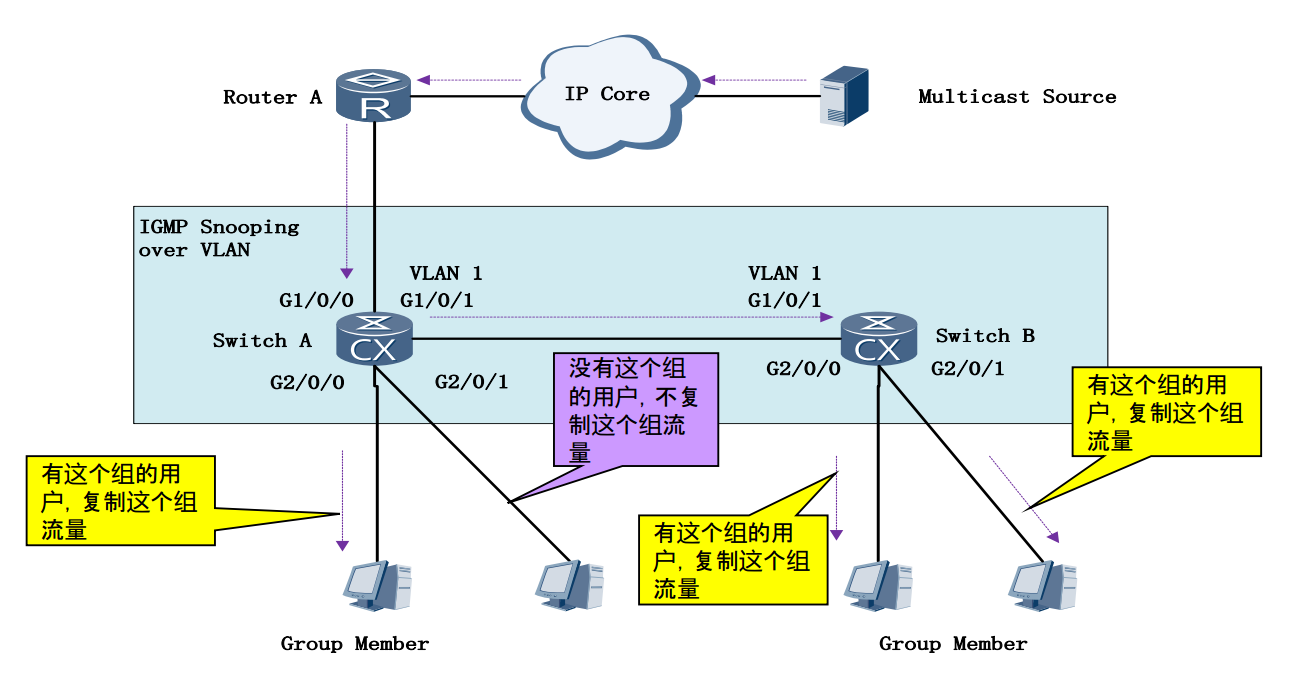 Router A
IP Core
Multicast Source
IGMP Snooping
over VLAN
VLAN 1
VLAN 1
G1/0/0
G1/0/1
G1/0/1
Switch A
R
CX
CX
Switch B
G2/0/0
G2/0/1
G2/0/0
G2/0/1
没有这个组
的用户,不复
制这个组流
量
有这个组的用
户,复制这个组
流量
有这个组的用
户,复制这个组
流量
有这个组的用
户,复制这个组
流量
Group Member
Group Member